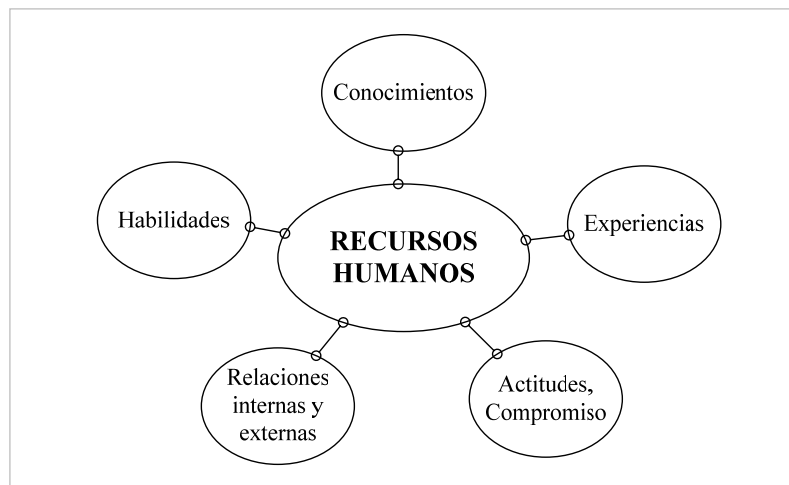 Conocimientos
Habilidades
Experiencias
RECURSOS
HUMANOS
Relaciones
internas y
externas
Actitudes,
Compromiso